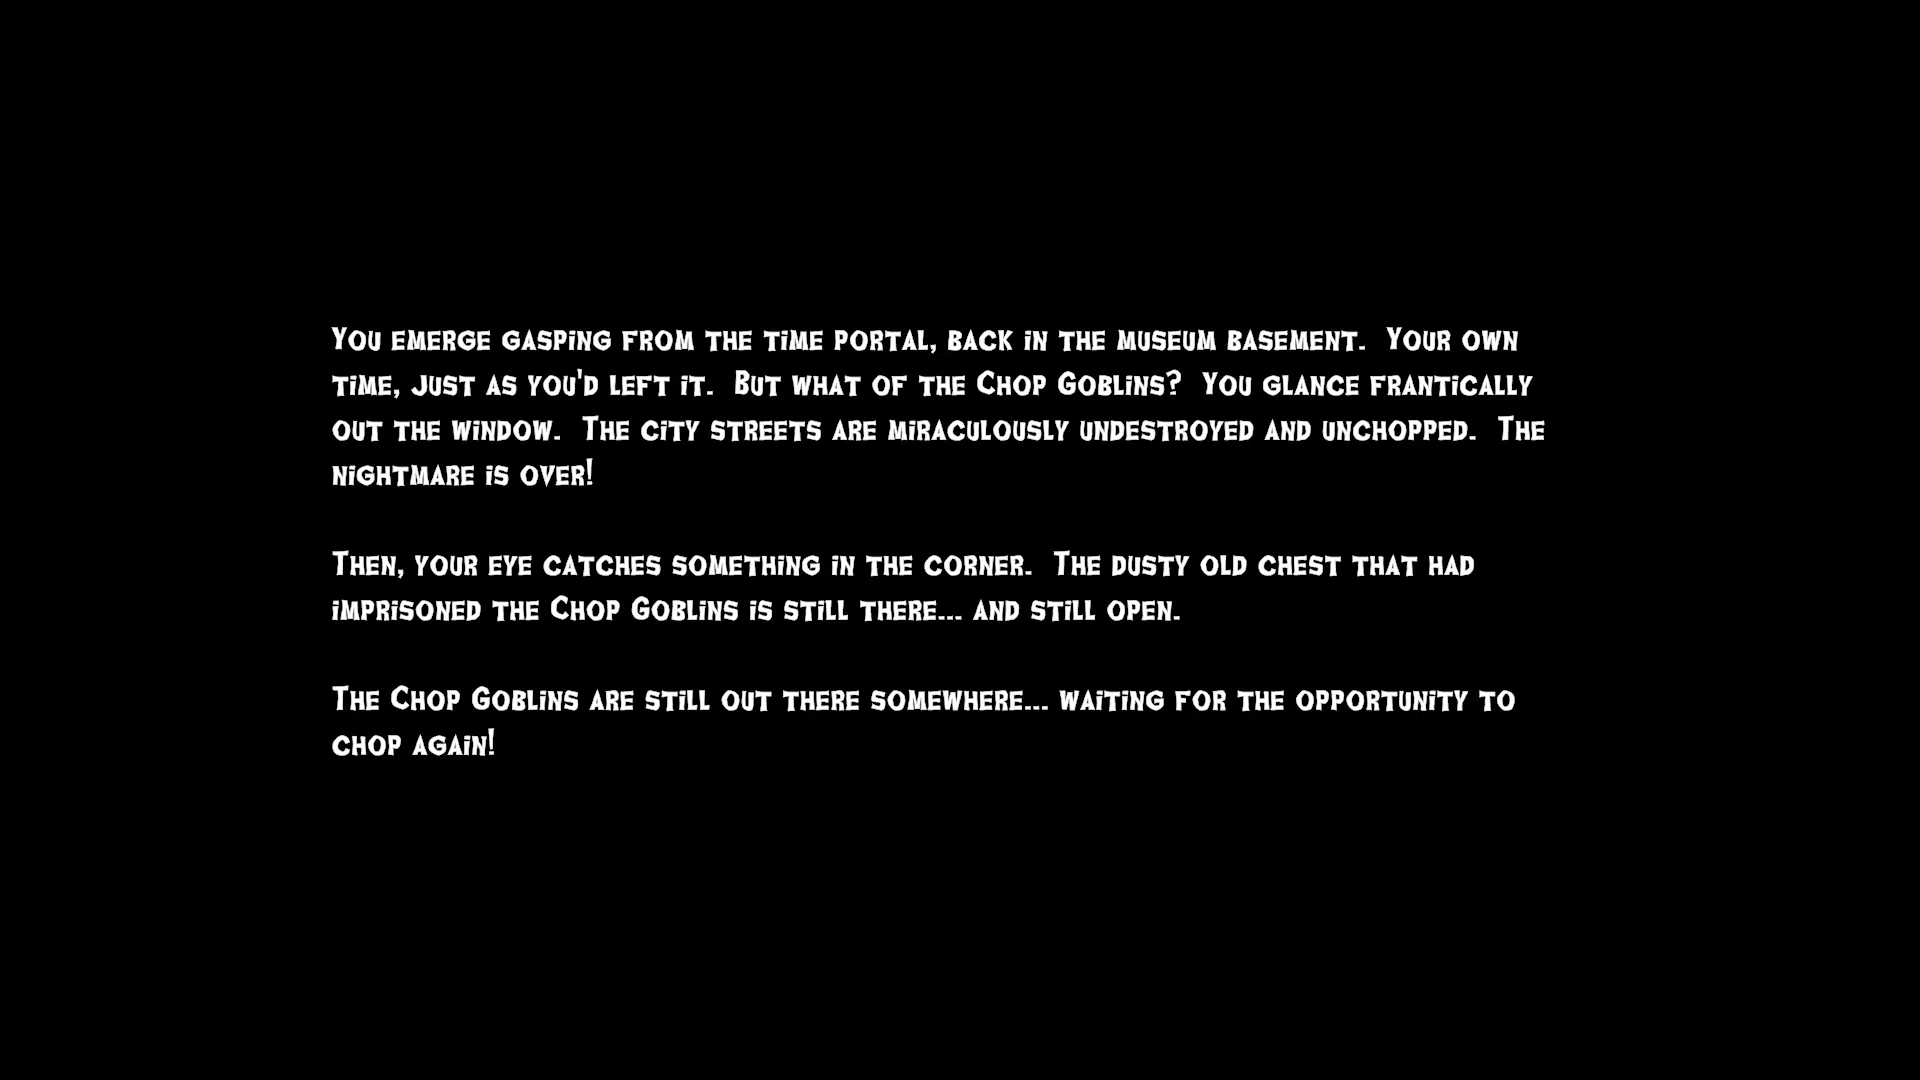 You emerge gasping from the time portal, back in the museum basement.  Your own
time, just as you'd left it.  But what of the Chop Goblins?  You glance frantically
out the window.  The city streets are miraculously undestroyed and unchopped.  The
nightmare is over!

Then, your eye catches something in the corner.  The dusty old chest that had
imprisoned the Chop Goblins is still there... and still open.

The Chop Goblins are still out there somewhere... waiting for the opportunity to
chop again!